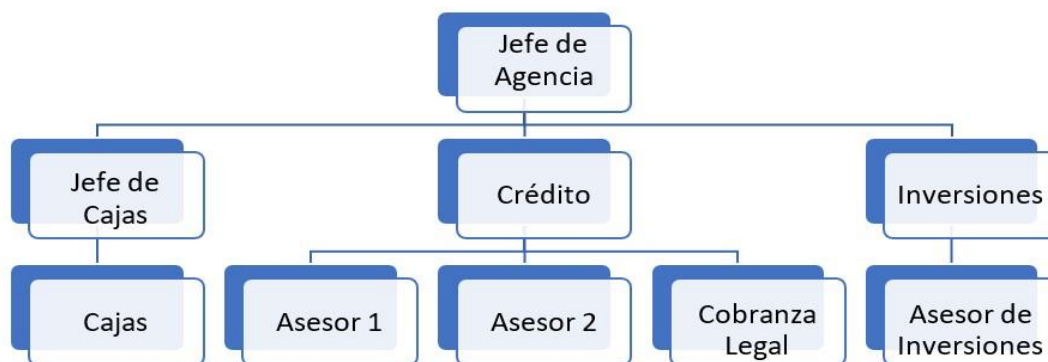 Jefe de
Agencia
Jefe de
Cajas
Crédito
Inversiones
Cajas
Asesor 1
Asesor 2
Cobranza
Legal
Asesor de
Inversiones